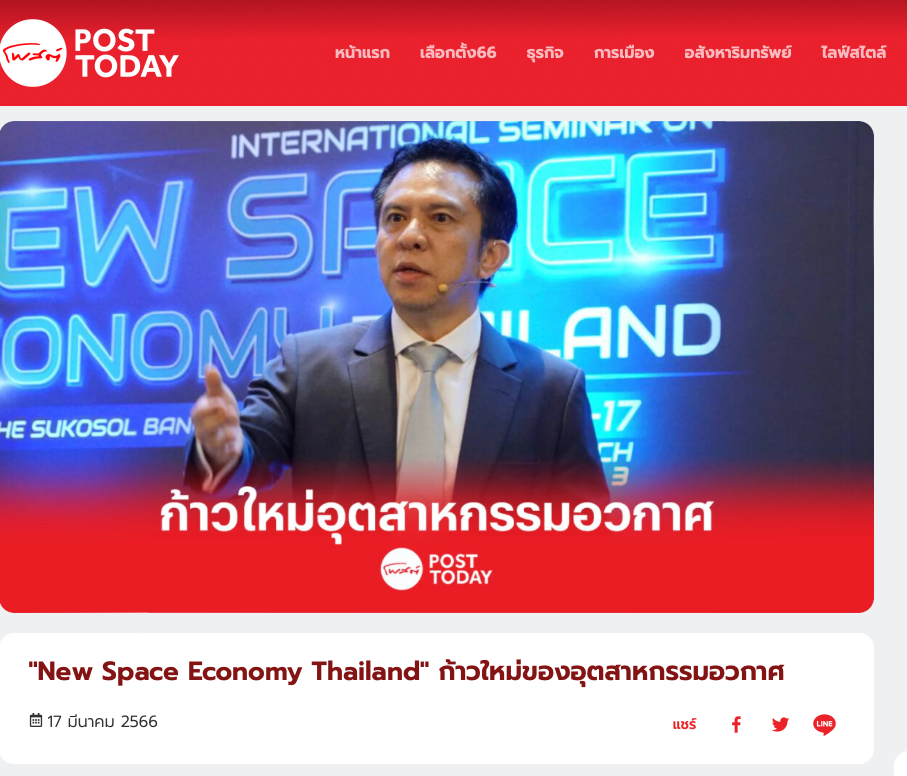 โพสต์
POST
TODAY
หน้าแรก เลือกตั้ง66 ธุรกิจ การเมือง อสังหาริมทรัพย์ ไลฟ์สไตล์
INTERNATIONAL SEMINAR ON
EW SPACE
ONOMY THAILAND
HE SUKOSOL BAN
-17
CH
3
ก้าวใหม่อุตสาหกรรมอวกาศ
โพสต์
POST
TODAY
"New Space Economy Thailand" ก้าวใหม่ของอุตสาหกรรมอวกาศ
17 มีนาคม 2566
แชร์
LINE